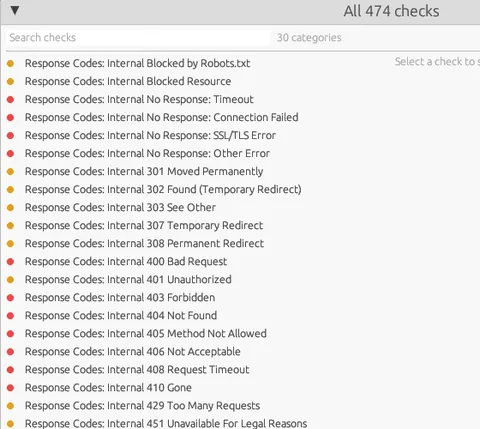 ▼ All 474 checks
Search checks 30 categories
Response Codes: Internal Blocked by Robots.txt
Select a check to s
Response Codes: Internal Blocked Resource
Response Codes: Internal No Response: Timeout
Response Codes: Internal No Response: Connection Failed
Response Codes: Internal No Response: SSL/TLS Error
Response Codes: Internal No Response: Other Error
Response Codes: Internal 301 Moved Permanently
Response Codes: Internal 302 Found (Temporary Redirect)
Response Codes: Internal 303 See Other
Response Codes: Internal 307 Temporary Redirect
Response Codes: Internal 308 Permanent Redirect
Response Codes: Internal 400 Bad Request
Response Codes: Internal 401 Unauthorized
Response Codes: Internal 403 Forbidden
Response Codes: Internal 404 Not Found
Response Codes: Internal 405 Method Not Allowed
Response Codes: Internal 406 Not Acceptable
Response Codes: Internal 408 Request Timeout
Response Codes: Internal 410 Gone
Response Codes: Internal 429 Too Many Requests
Response Codes: Internal 451 Unavailable For Legal Reasons